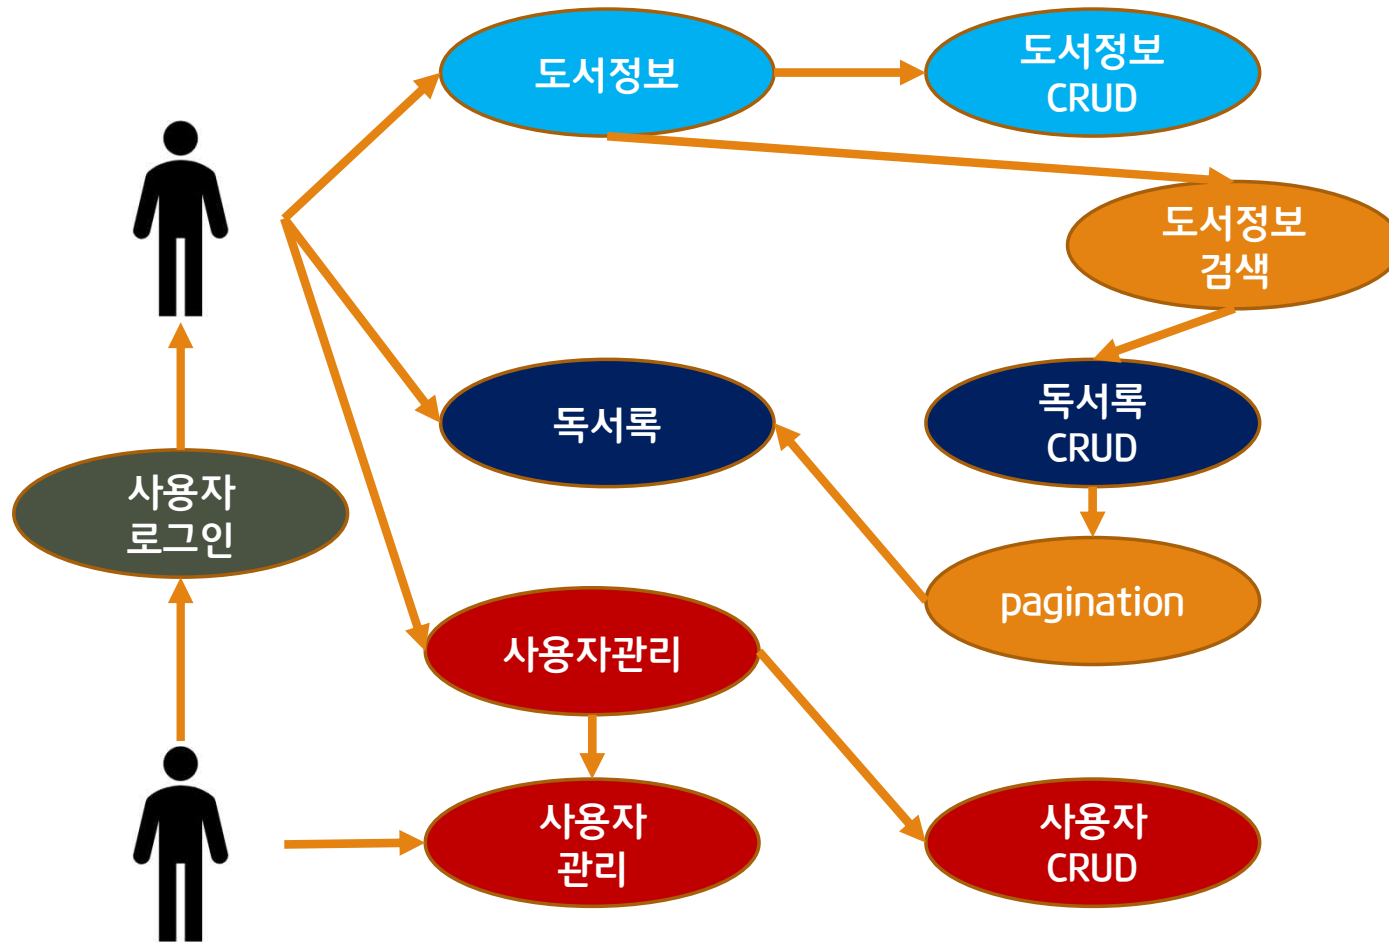 도서정보
도서정보
CRUD
도서정보
검색
독서록
독서록
CRUD
사용자
로그인
pagination
사용자관리
사용자
관리
사용자
CRUD